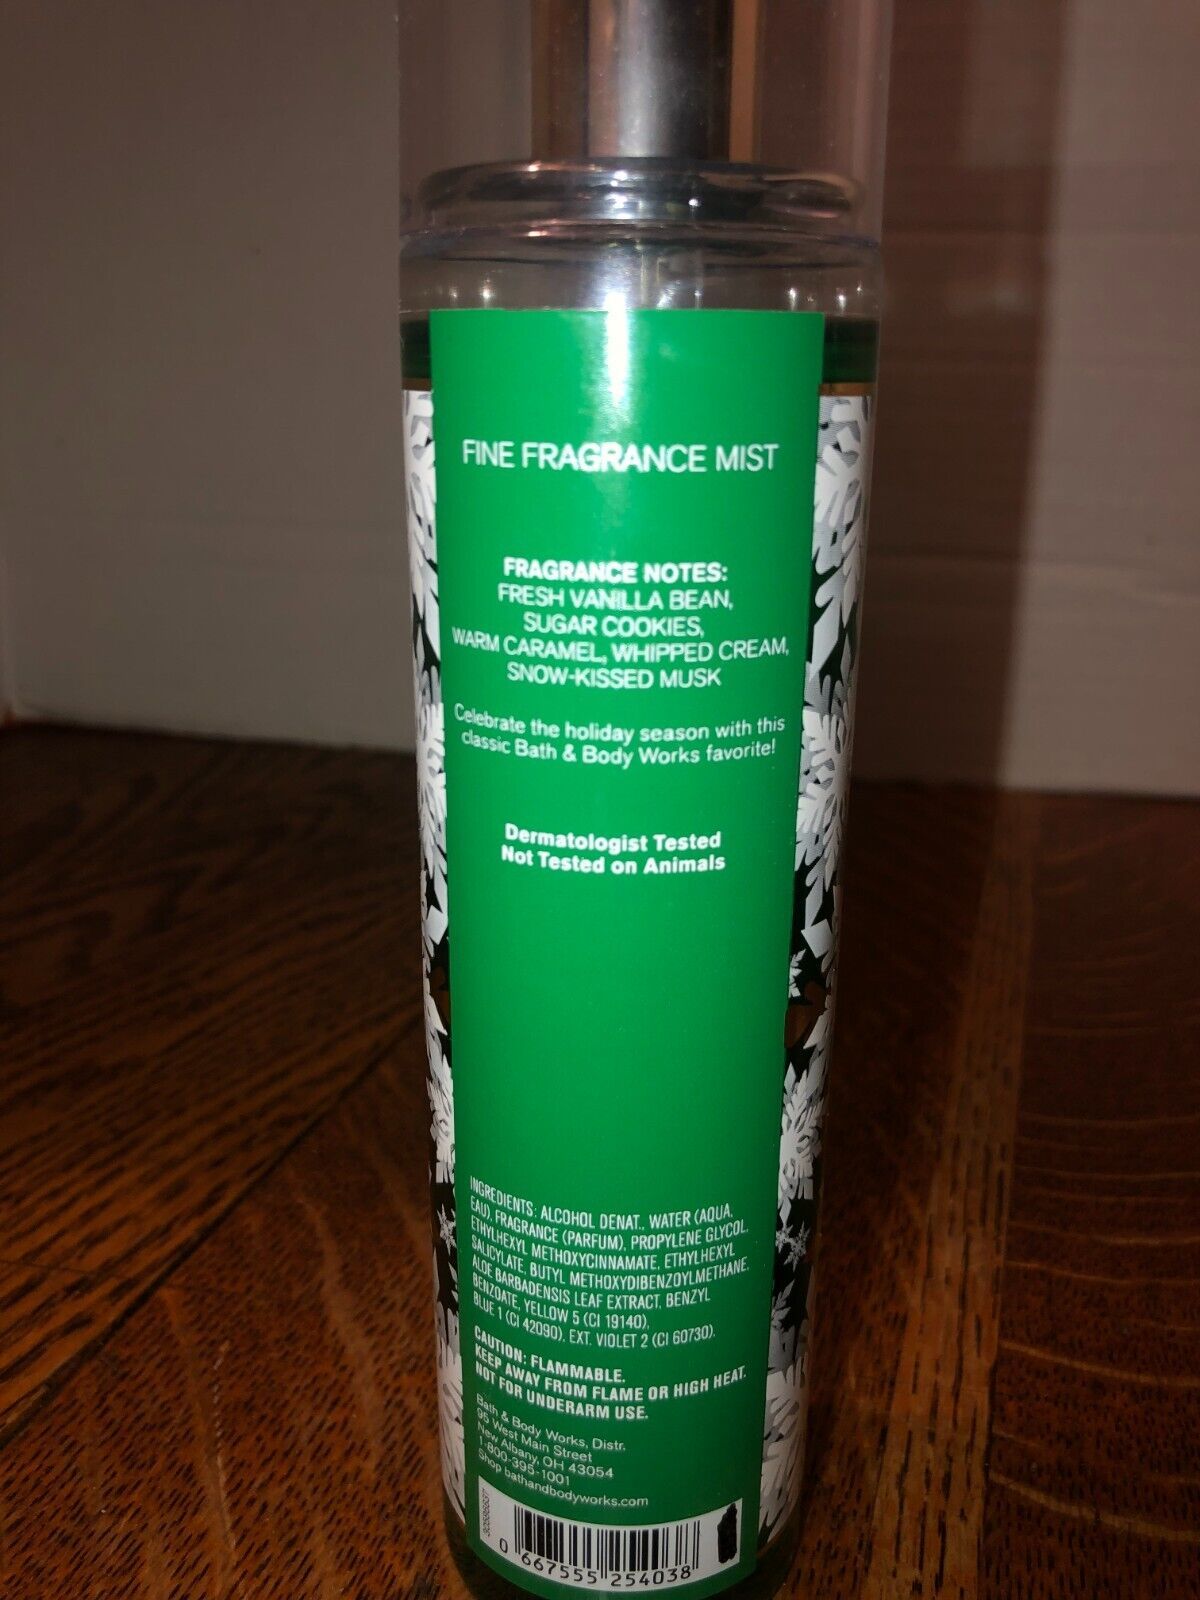 FINE FRAGRANCE MIST
FRAGRANCE NOTES:
FRESH VANILLA BEAN,
SUGAR COOKIES,
WARM CARAMEL, WHIPPED CREAM,
SNOW-KISSED MUSK
Celebrate the holiday season with this
classic Bath & Body Works favorite!
Dermatologist Tested
Not Tested on Animals
INGREDIENTS: ALCOHOL DENAT., WATER (AQUA,
EAU), FRAGRANCE (PARFUM), PROPYLENE GLYCOL,
ETHYLHEXYL METHOXYCINNAMATE, ETHYLHEXYL
SALICYLATE, BUTYL METHOXYDIBENZOYLMETHANE,
ALOE BARBADENSIS LEAF EXTRACT, BENZYL
BENZOATE, YELLOW 5 (CI 19140),
BLUE 1 (CI 42090), EXT. VIOLET 2 (CI 60730).
CAUTION: FLAMMABLE.
KEEP AWAY FROM FLAME OR HIGH HEAT.
NOT FOR UNDERARM USE.
Bath & Body Works, Distr.
95 West Main Street
New Albany, OH 43054
1-800-395-1001
Shop bathandbodyworks.com
0 667555 254038